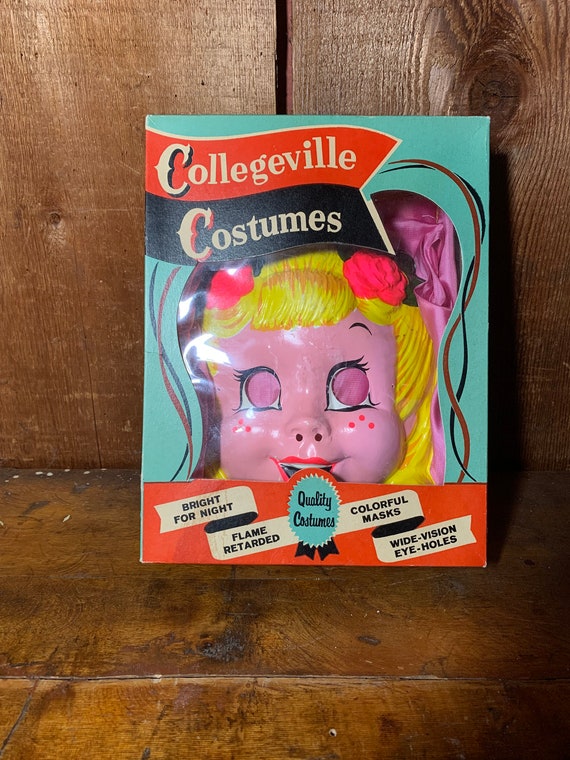 Collegeville
Costumes
BRIGHT
FOR NIGHT
FLAME
RETARDED
Quality
Costumes
COLORFUL
MASKS
WIDE-VISION
EYE-HOLES